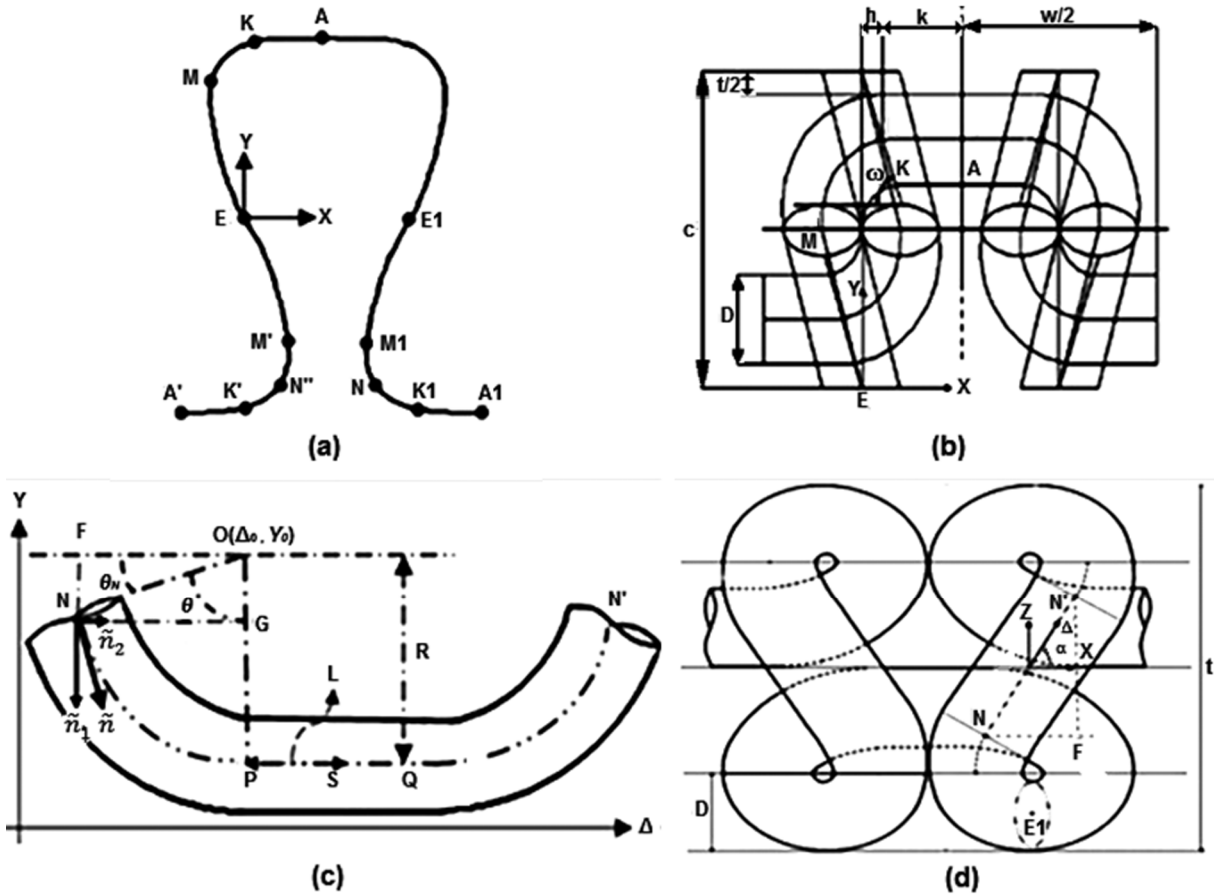 K A
M
Y
E X E1
M' M1
N'' N
A' K' K1 A1
(a)
h k w/2
t/2
ω K A
c
M
D Y
X
E
(b)
Y
F O(Δ₀, Y₀)
θN
θ
N N'
ñ₂ G
R
L
ñ₁ ñ
P S Q
Δ
(c)
N'
Z Δ
α X
t
N
F
D
E1
(d)